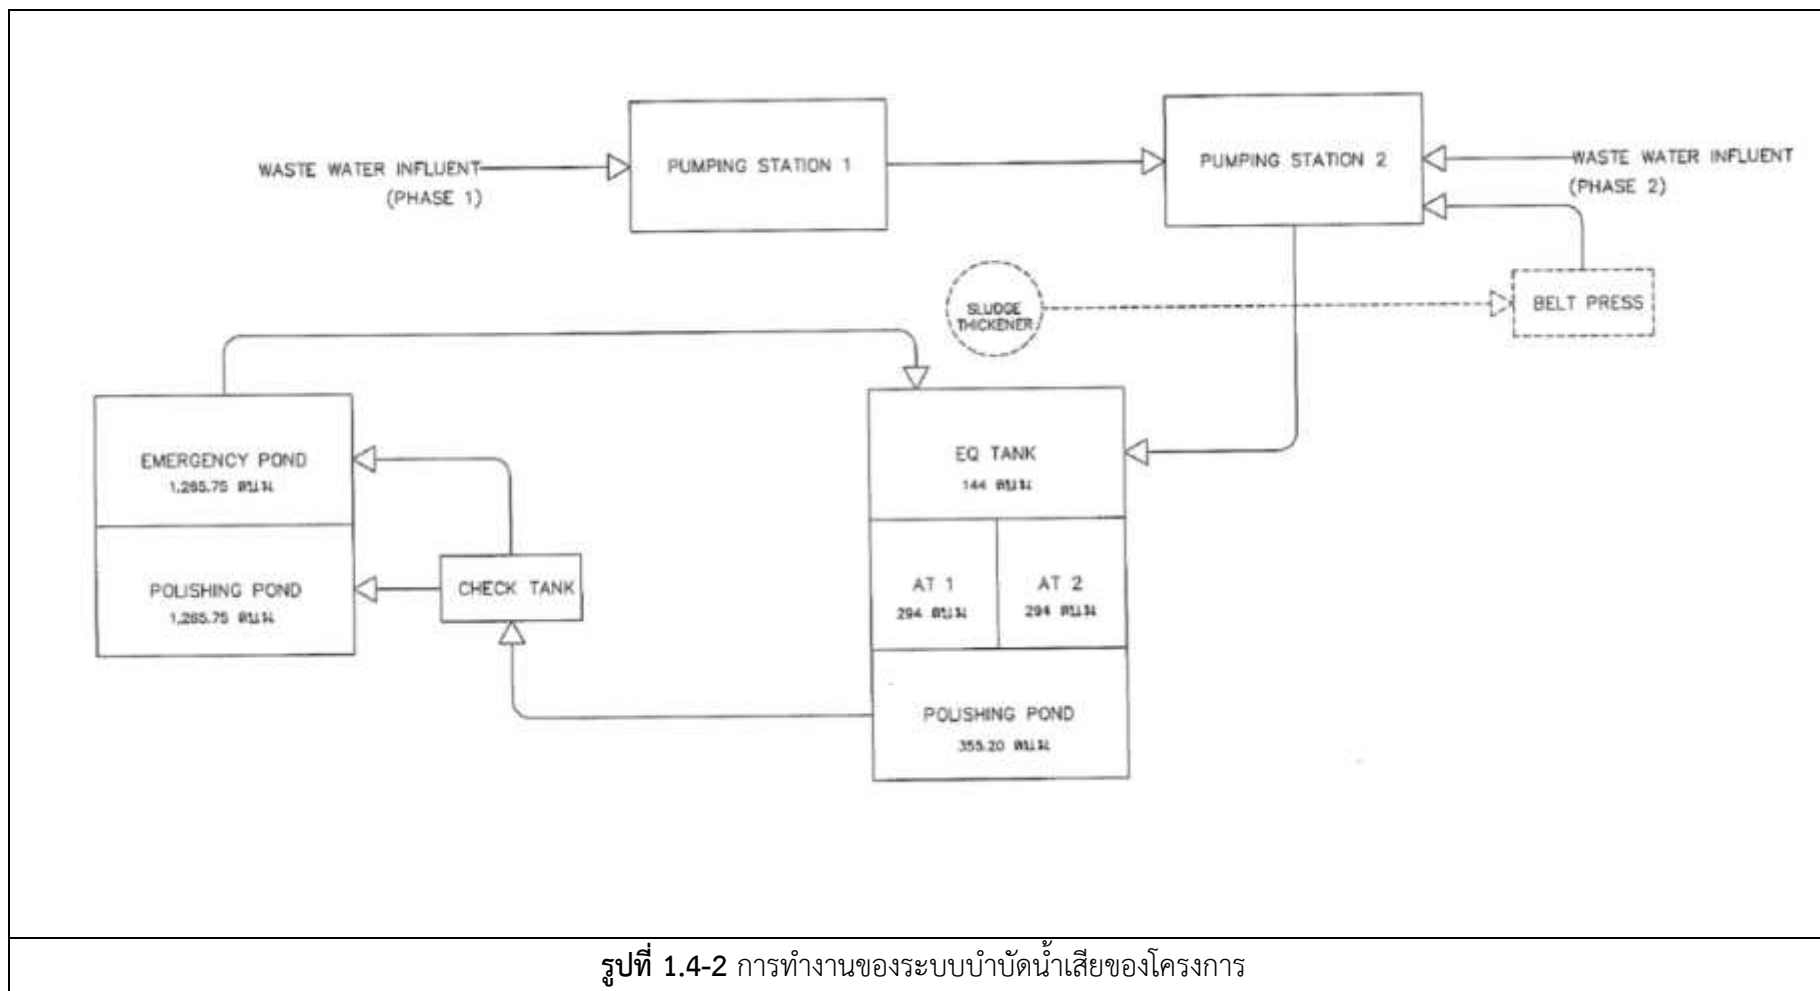 WASTE WATER INFLUENT
(PHASE 1)
PUMPING STATION 1
PUMPING STATION 2
WASTE WATER INFLUENT
(PHASE 2)
SLUDGE
THICKENER
BELT PRESS
EMERGENCY POND
1,265.75 ลบ.ม.
POLISHING POND
1,265.75 ลบ.ม.
CHECK TANK
EQ TANK
144 ลบ.ม.
AT 1
294 ลบ.ม.
AT 2
294 ลบ.ม.
POLISHING POND
355.20 ลบ.ม.
รูปที่ 1.4-2 การทำงานของระบบบำบัดน้ำเสียของโครงการ